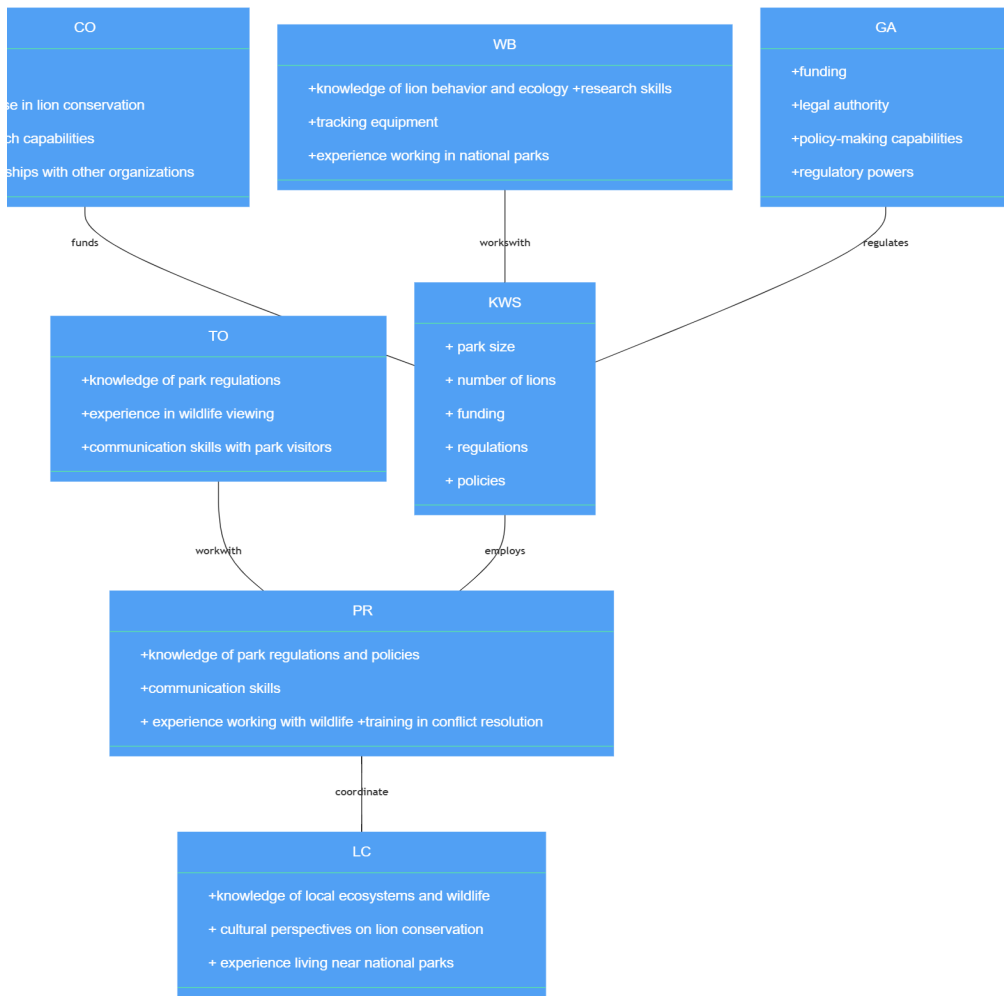 CO
in lion conservation
capabilities
with other organizations
WB
+knowledge of lion behavior and ecology +research skills
+tracking equipment
+experience working in national parks
GA
+funding
+legal authority
+policy-making capabilities
+regulatory powers
funds
workswith
regulates
KWS
+ park size
+ number of lions
+ funding
+ regulations
+ policies
TO
+knowledge of park regulations
+experience in wildlife viewing
+communication skills with park visitors
workwith
employs
PR
+knowledge of park regulations and policies
+communication skills
+ experience working with wildlife +training in conflict resolution
coordinate
LC
+knowledge of local ecosystems and wildlife
+ cultural perspectives on lion conservation
+ experience living near national parks